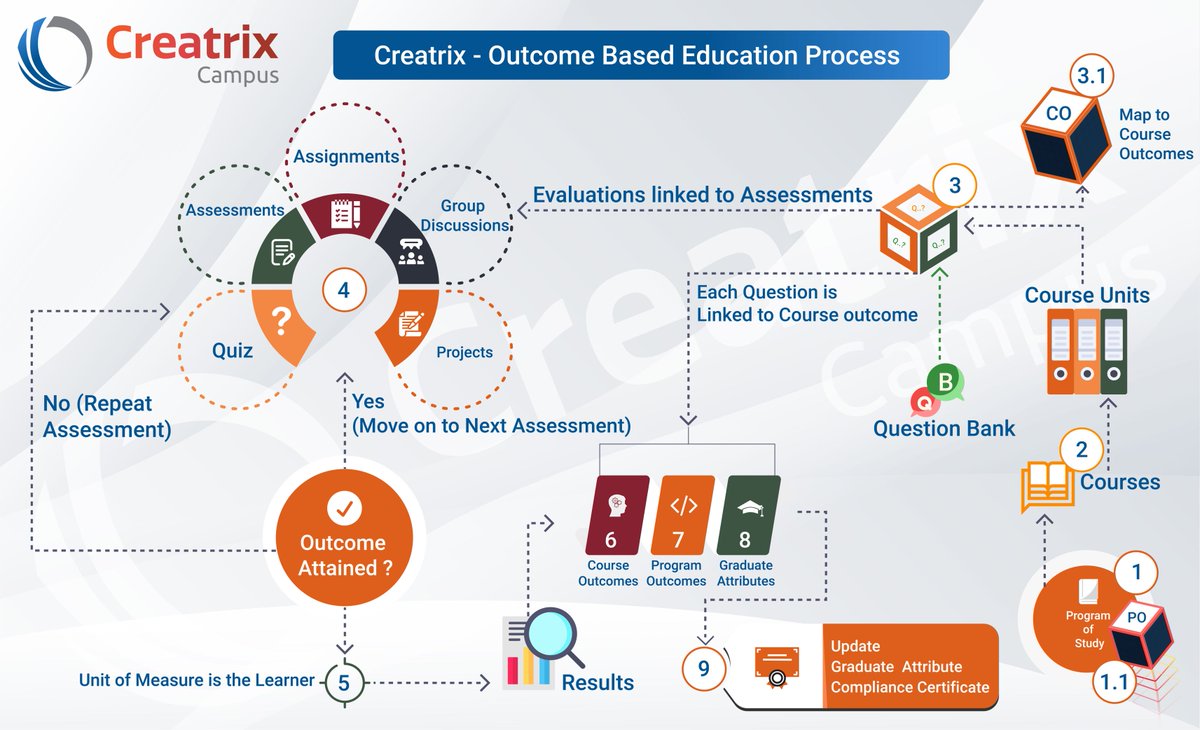 Creatrix
Campus
Creatrix - Outcome Based Education Process
3.1
CO
Map to
Course
Outcomes
Assignments
Assessments
Group
Discussions
4
Quiz
Projects
Evaluations linked to Assessments
3
Q..?
Q..?
Q..?
Each Question is
Linked to Course outcome
Course Units
B
Q
Question Bank
2
Courses
No (Repeat
Assessment)
Yes
(Move on to Next Assessment)
Outcome
Attained ?
6
7
8
Course
Outcomes
Program
Outcomes
Graduate
Attributes
1
Program
of
Study
PO
1.1
Unit of Measure is the Learner
5
Results
9
Update
Graduate Attribute
Compliance Certificate
Creatrix
Campus